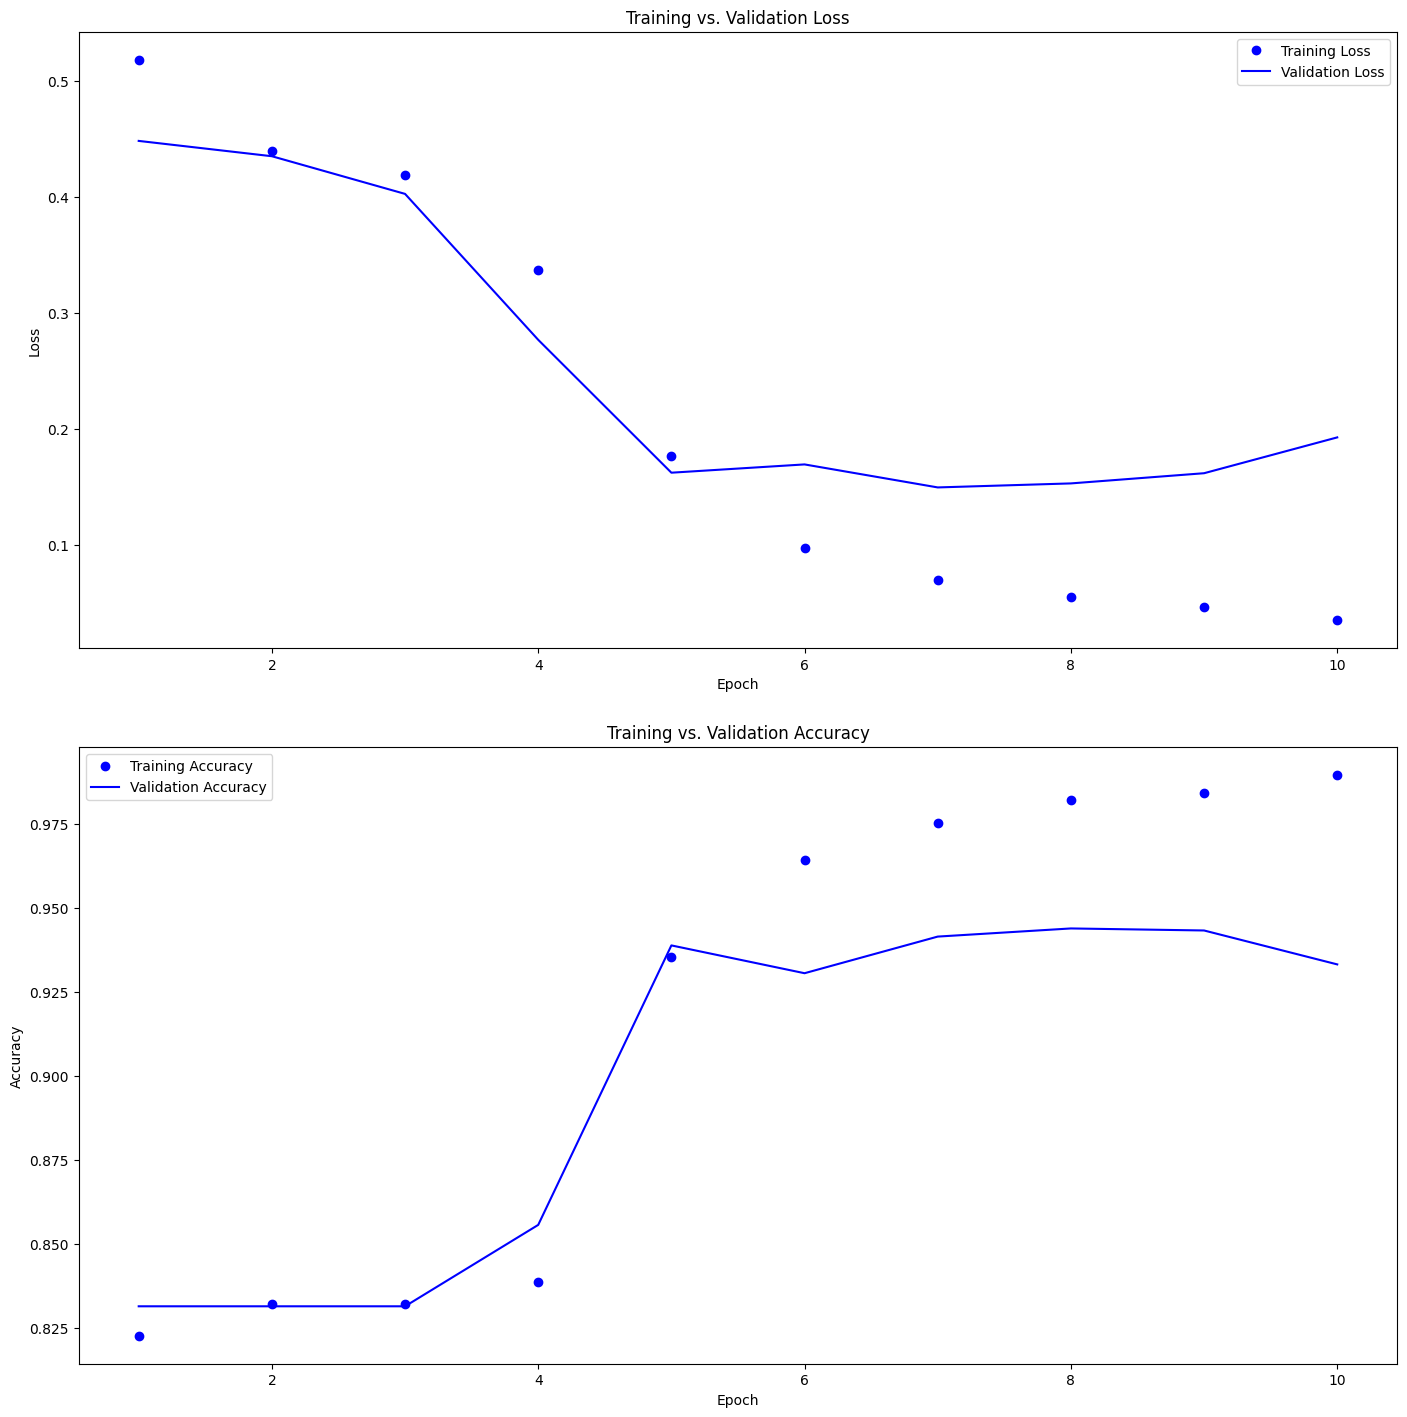 Training vs. Validation Loss
Training Loss
Validation Loss
0.5
0.4
0.3
0.2
0.1
Loss
2 4 6 8 10
Epoch
Training vs. Validation Accuracy
Training Accuracy
Validation Accuracy
0.975
0.950
0.925
0.900
0.875
0.850
0.825
Accuracy
2 4 6 8 10
Epoch